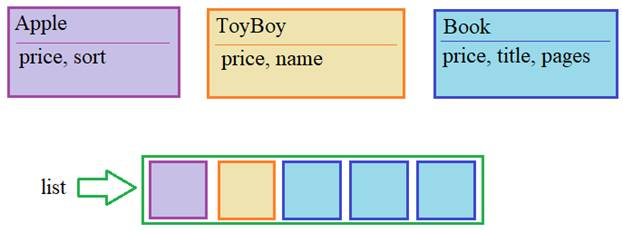 Apple
price, sort
ToyBoy
price, name
Book
price, title, pages
list